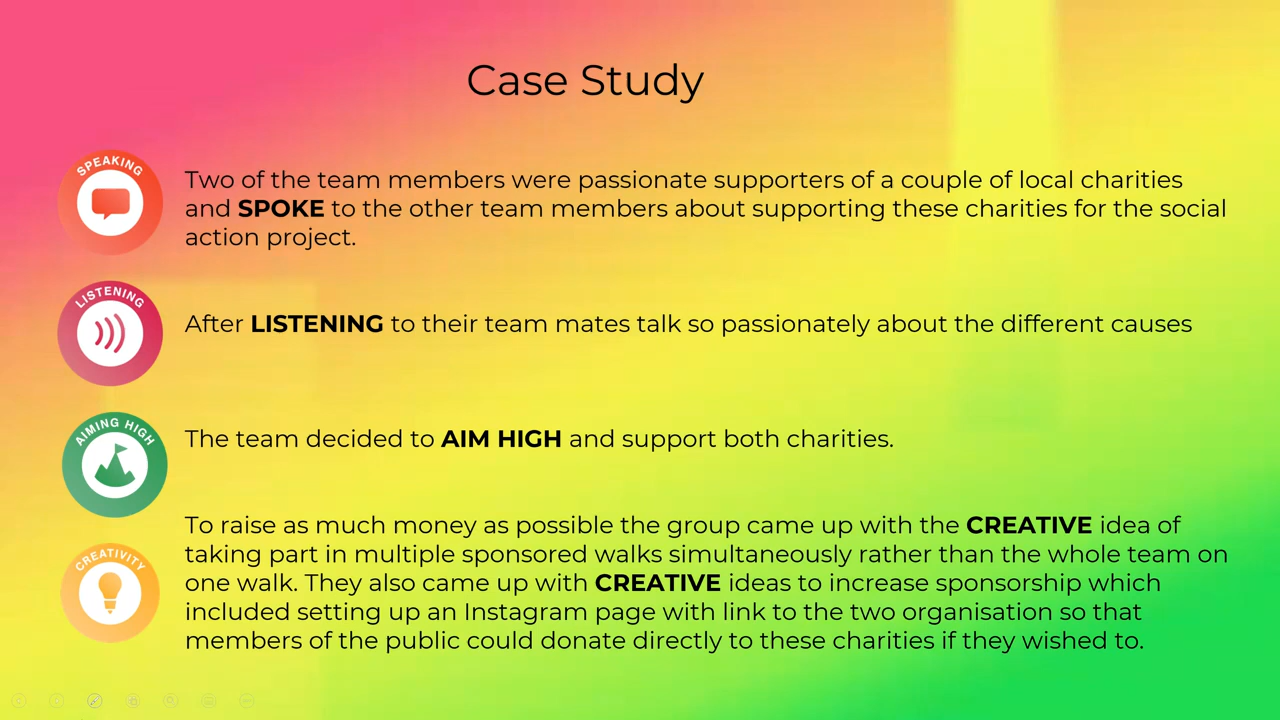 Case Study
SPEAKING
Two of the team members were passionate supporters of a couple of local charities
and SPOKE to the other team members about supporting these charities for the social
action project.
LISTENING
After LISTENING to their team mates talk so passionately about the different causes
AIMING HIGH
The team decided to AIM HIGH and support both charities.
CREATIVITY
To raise as much money as possible the group came up with the CREATIVE idea of
taking part in multiple sponsored walks simultaneously rather than the whole team on
one walk. They also came up with CREATIVE ideas to increase sponsorship which
included setting up an Instagram page with link to the two organisation so that
members of the public could donate directly to these charities if they wished to.